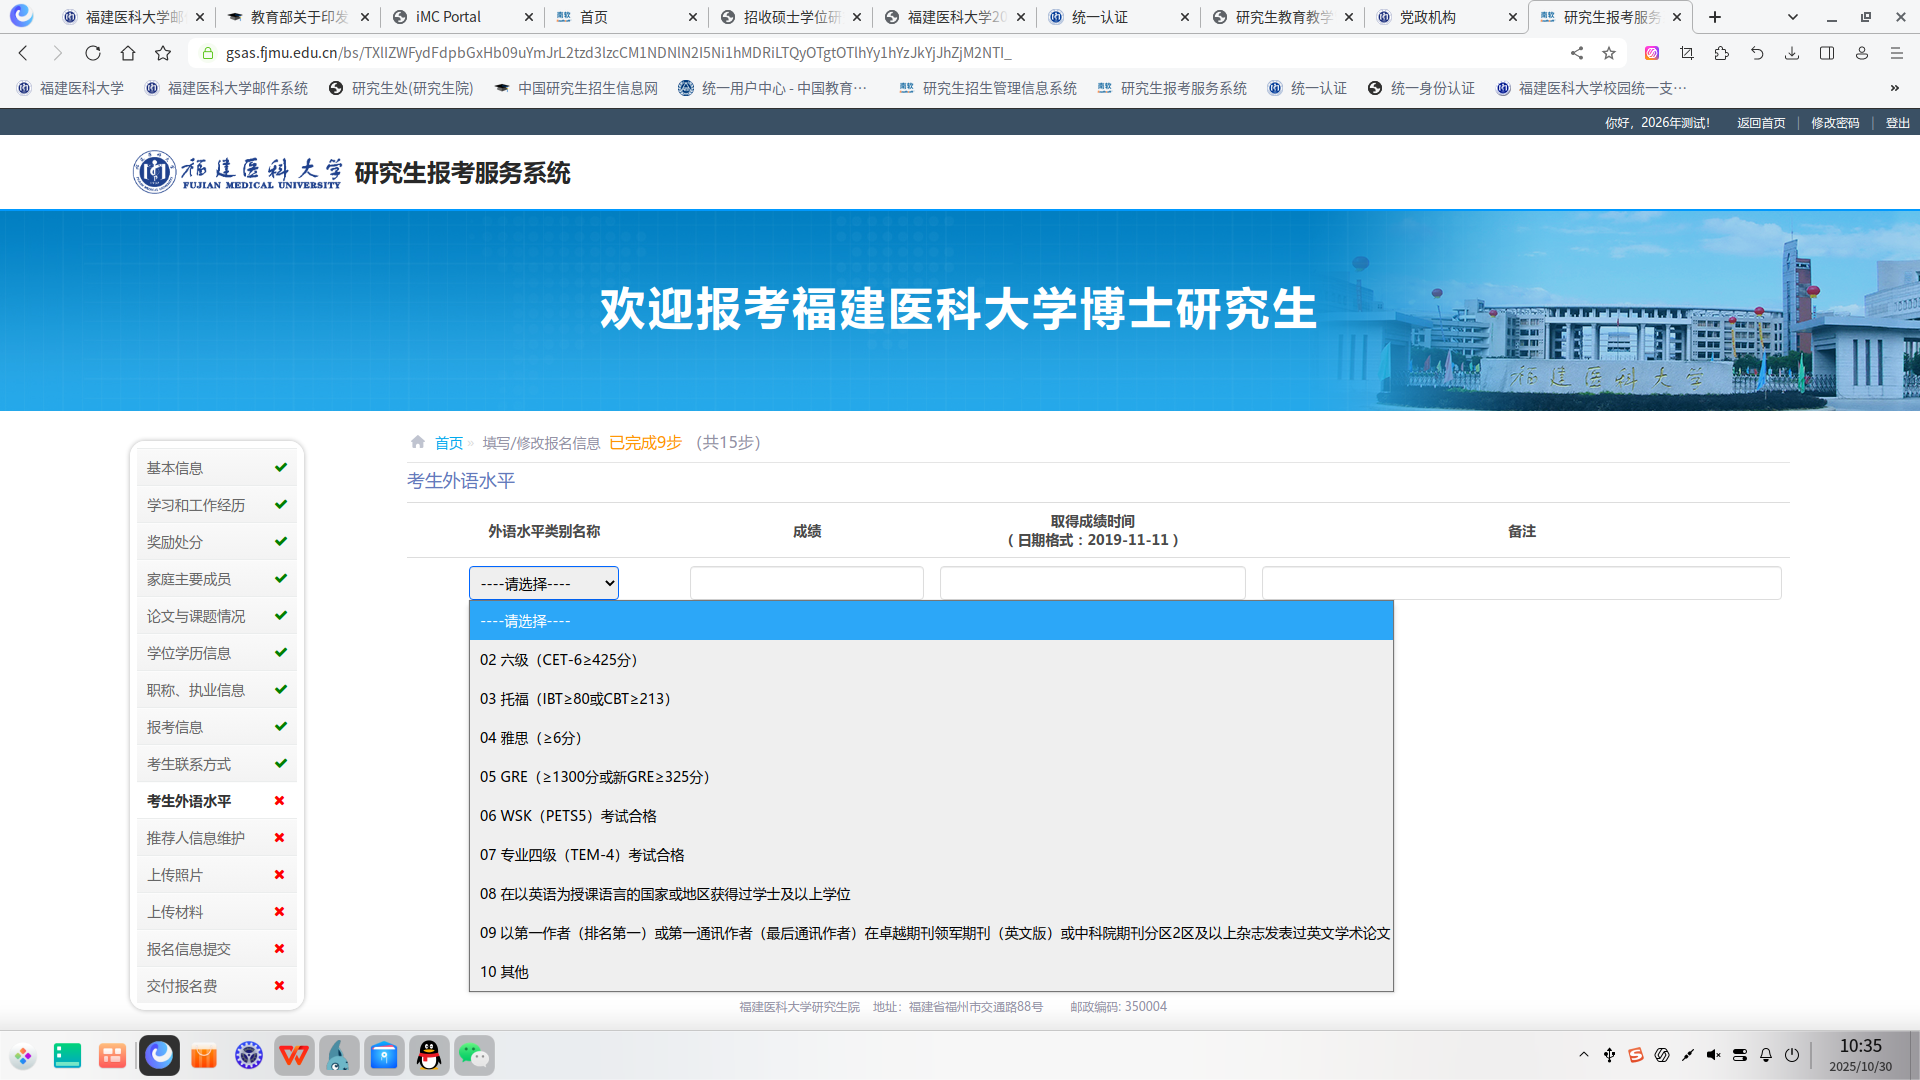 福建医科大学邮
教育部关于印发
iMC Portal
首页
招收硕士学位研
福建医科大学20
统一认证
研究生教育教学
党政机构
研究生报考服务
gsas.fjmu.edu.cn/bs/TXlIZWFydFdpbGxHb09uYmJrL2tzd3IzcCM1NDNlN2I5Ni1hMDRiLTQyOTgtOTlhYy1hYzJkYjJhZjM2NTI_
福建医科大学
福建医科大学邮件系统
研究生处(研究生院)
中国研究生招生信息网
统一用户中心 - 中国教育…
研究生招生管理信息系统
研究生报考服务系统
统一认证
统一身份认证
福建医科大学校园统一支…
你好，2026年测试! 返回首页 | 修改密码 | 登出
福建医科大学
FUJIAN MEDICAL UNIVERSITY
研究生报考服务系统
欢迎报考福建医科大学博士研究生
福建医科大学
首页 » 填写/修改报名信息 已完成9步 (共15步)
基本信息
学习和工作经历
奖励处分
家庭主要成员
论文与课题情况
学位学历信息
职称、执业信息
报考信息
考生联系方式
考生外语水平
推荐人信息维护
上传照片
上传材料
报名信息提交
交付报名费
考生外语水平
外语水平类别名称
成绩
取得成绩时间
( 日期格式：2019-11-11 )
备注
----请选择----
----请选择----
02 六级（CET-6≥425分）
03 托福（IBT≥80或CBT≥213）
04 雅思（≥6分）
05 GRE（≥1300分或新GRE≥325分）
06 WSK（PETS5）考试合格
07 专业四级（TEM-4）考试合格
08 在以英语为授课语言的国家或地区获得过学士及以上学位
09 以第一作者（排名第一）或第一通讯作者（最后通讯作者）在卓越期刊领军期刊（英文版）或中科院期刊分区2区及以上杂志发表过英文学术论文
10 其他
福建医科大学研究生院 地址：福建省福州市交通路88号 邮政编码: 350004
10:35
2025/10/30